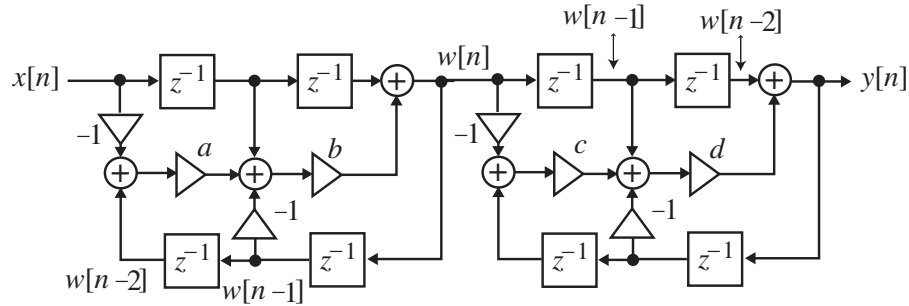 w[n – 1] w[n – 2]
x[n] z⁻¹ z⁻¹ + w[n] z⁻¹ z⁻¹ + y[n]
–1 a b –1 c d
+ + + +
–1 –1
z⁻¹ z⁻¹ z⁻¹ z⁻¹
w[n – 2] w[n – 1]